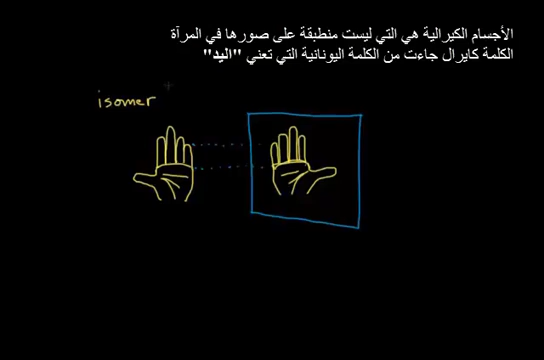 الأجسام الكيرالية هي التي ليست منطبقة على صورها في المرآة
الكلمة كايرال جاءت من الكلمة اليونانية التي تعني "اليد"
isomer